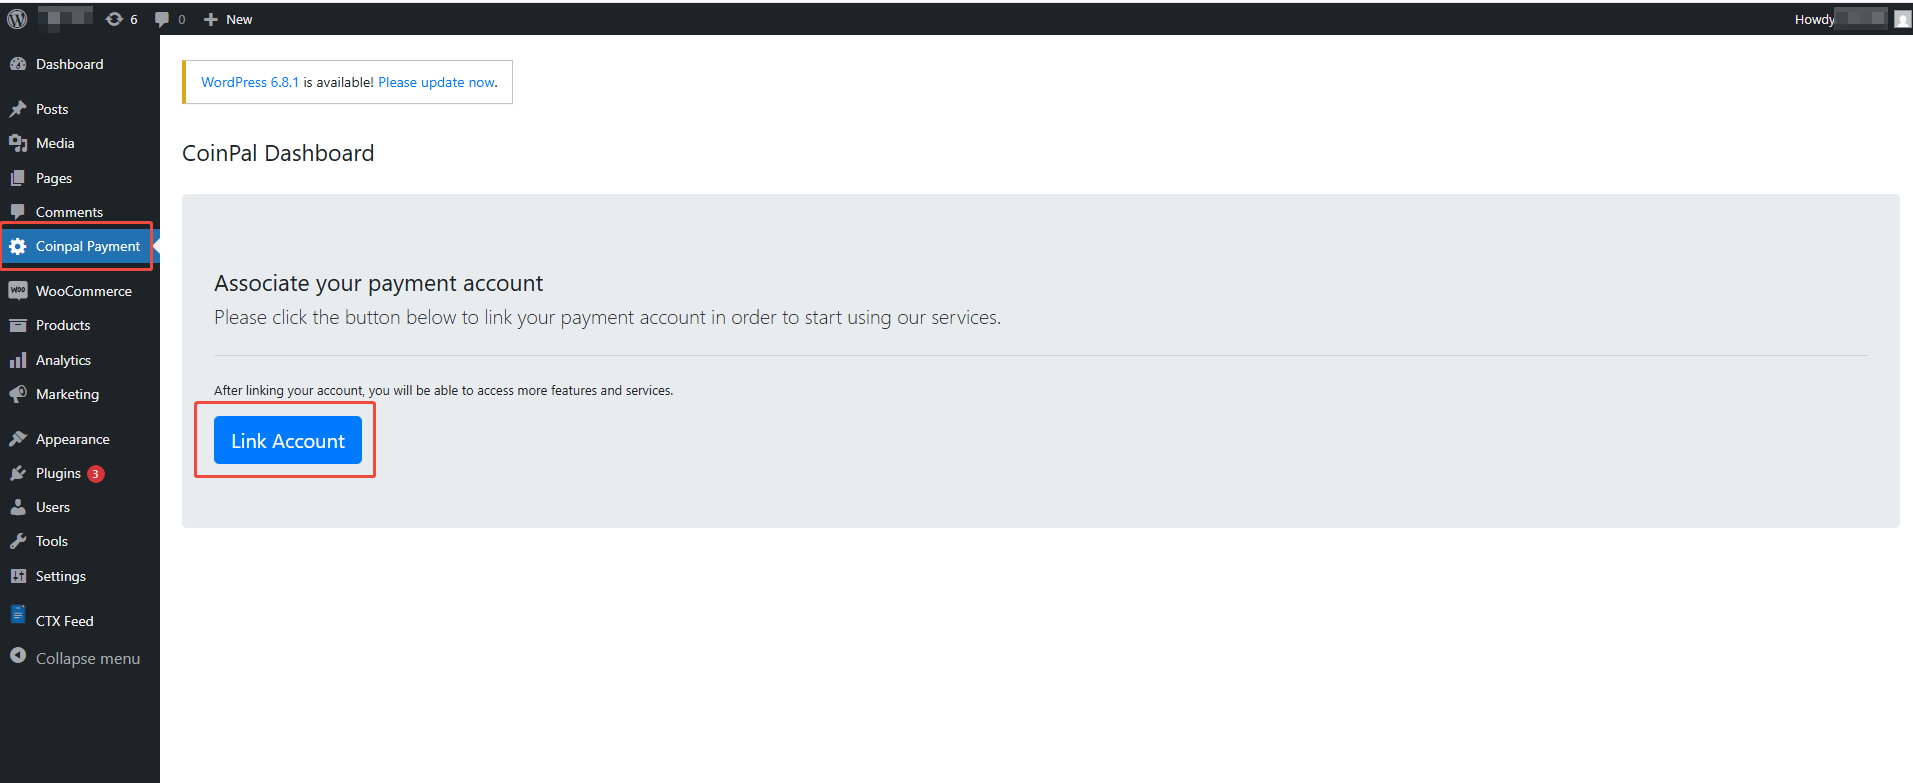 6
0
New
Howdy
Dashboard
Posts
Media
Pages
Comments
Coinpal Payment
WooCommerce
Products
Analytics
Marketing
Appearance
Plugins 3
Users
Tools
Settings
CTX Feed
Collapse menu
WordPress 6.8.1 is available! Please update now.
CoinPal Dashboard
Associate your payment account
Please click the button below to link your payment account in order to start using our services.
After linking your account, you will be able to access more features and services.
Link Account